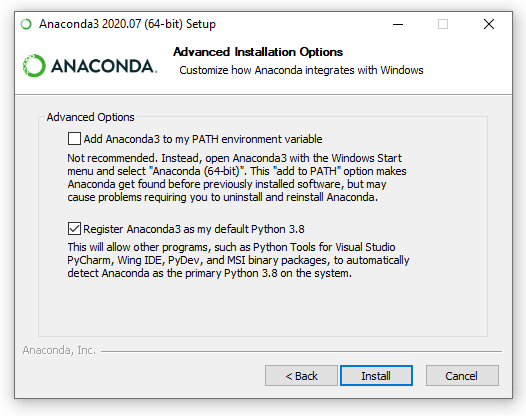 Anaconda3 2020.07 (64-bit) Setup
Advanced Installation Options
Customize how Anaconda integrates with Windows
ANACONDA.
Advanced Options
Add Anaconda3 to my PATH environment variable
Not recommended. Instead, open Anaconda3 with the Windows Start
menu and select "Anaconda (64-bit)". This "add to PATH" option makes
Anaconda get found before previously installed software, but may
cause problems requiring you to uninstall and reinstall Anaconda.
Register Anaconda3 as my default Python 3.8
This will allow other programs, such as Python Tools for Visual Studio
PyCharm, Wing IDE, PyDev, and MSI binary packages, to automatically
detect Anaconda as the primary Python 3.8 on the system.
Anaconda, Inc.
< Back
Install
Cancel